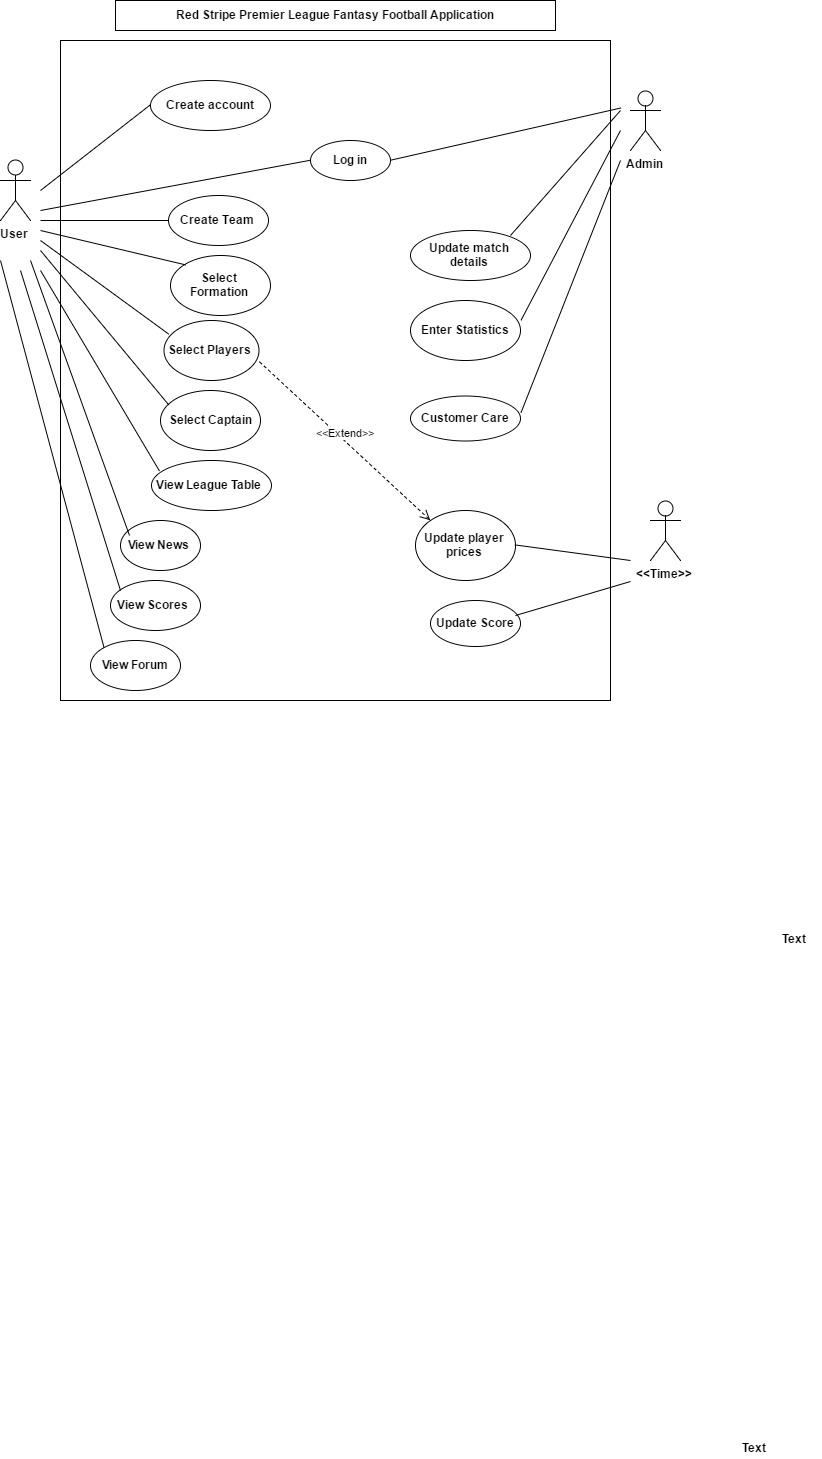 Red Stripe Premier League Fantasy Football Application
Create account
Log in
Admin
User
Create Team
Update match
details
Select
Formation
Enter Statistics
Select Players
Select Captain
Customer Care
<<Extend>>
View League Table
Update player
prices
View News
<<Time>>
View Scores
Update Score
View Forum
Text
Text